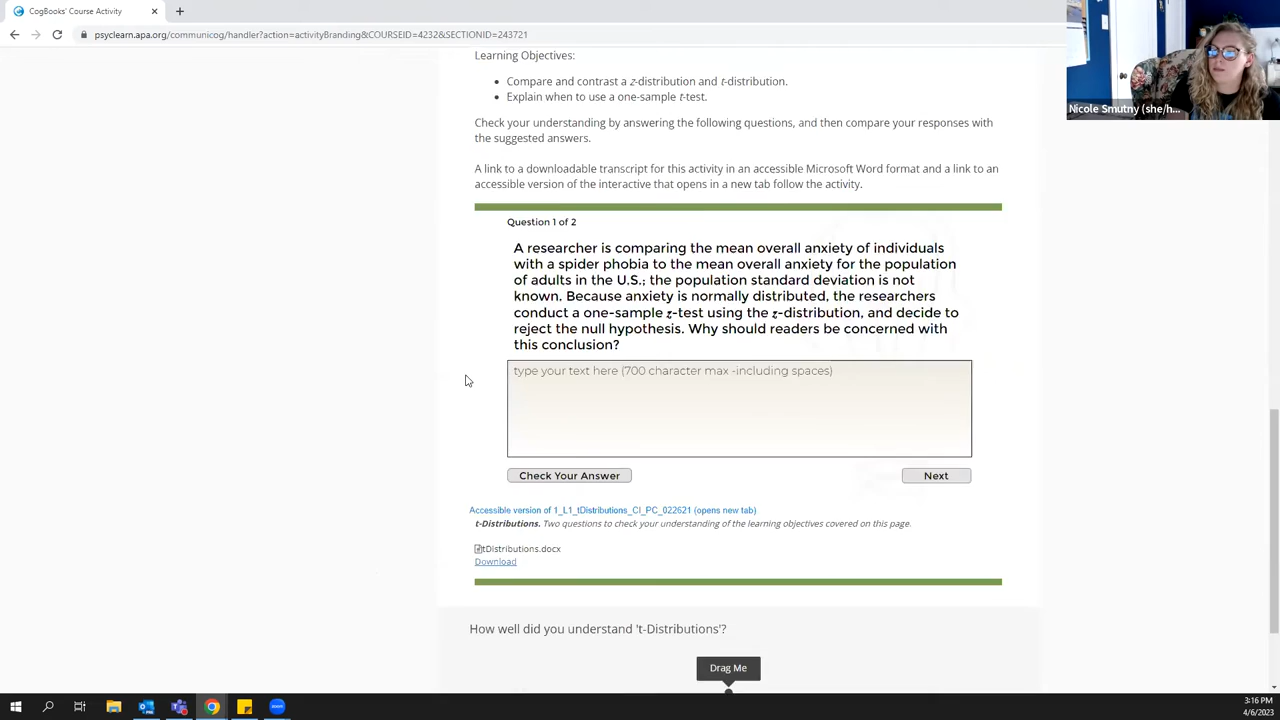 CogBooks' Course Activity
psyclearn.apa.org/communicog/handler?action=activityBranding&COURSEID=4232&SECTIONID=243721
Nicole Smutny (she/h...
Learning Objectives:
Compare and contrast a z-distribution and t-distribution.
Explain when to use a one-sample t-test.
Check your understanding by answering the following questions, and then compare your responses with
the suggested answers.
A link to a downloadable transcript for this activity in an accessible Microsoft Word format and a link to an
accessible version of the interactive that opens in a new tab follow the activity.
Question 1 of 2
A researcher is comparing the mean overall anxiety of individuals
with a spider phobia to the mean overall anxiety for the population
of adults in the U.S.; the population standard deviation is not
known. Because anxiety is normally distributed, the researchers
conduct a one-sample z-test using the z-distribution, and decide to
reject the null hypothesis. Why should readers be concerned with
this conclusion?
type your text here (700 character max -including spaces)
Check Your Answer
Next
Accessible version of 1_L1_tDistributions_CI_PC_022621 (opens new tab)
t-Distributions. Two questions to check your understanding of the learning objectives covered on this page.
tDistributions.docx
Download
How well did you understand 't-Distributions'?
Drag Me
3:16 PM
4/6/2023